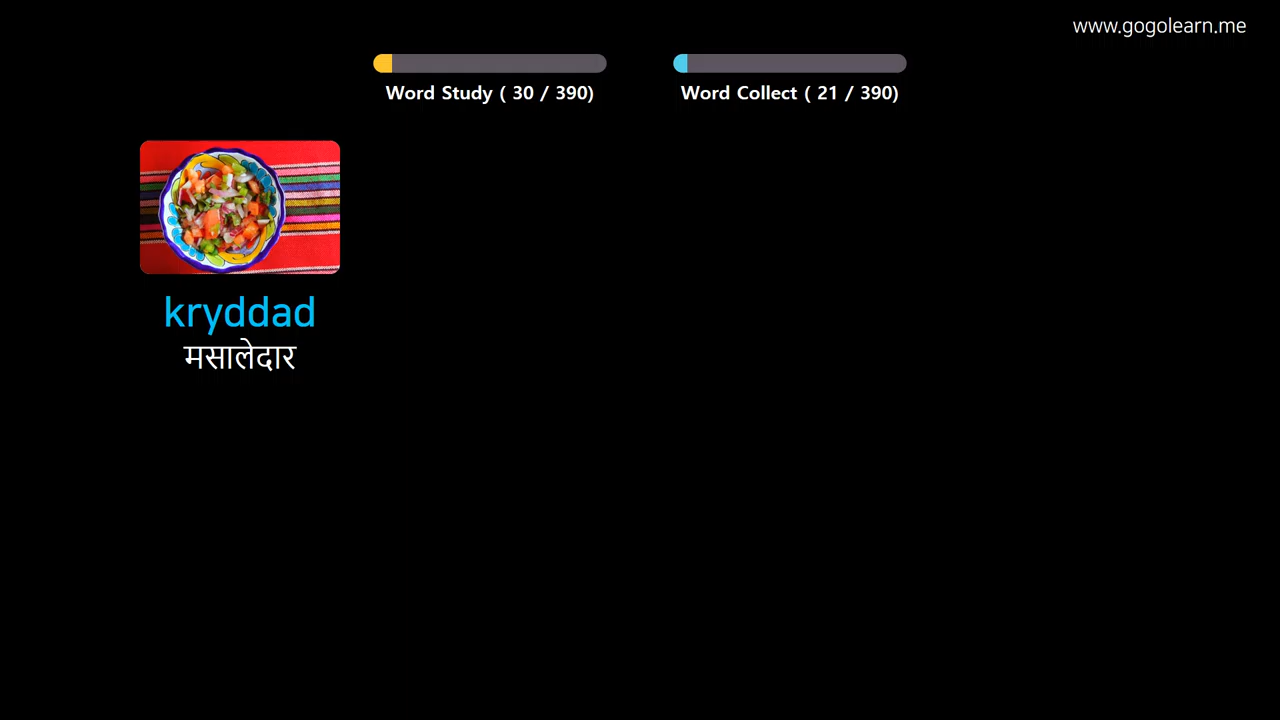 www.gogolearn.me
Word Study ( 30 / 390)
Word Collect ( 21 / 390)
kryddad
मसालेदार